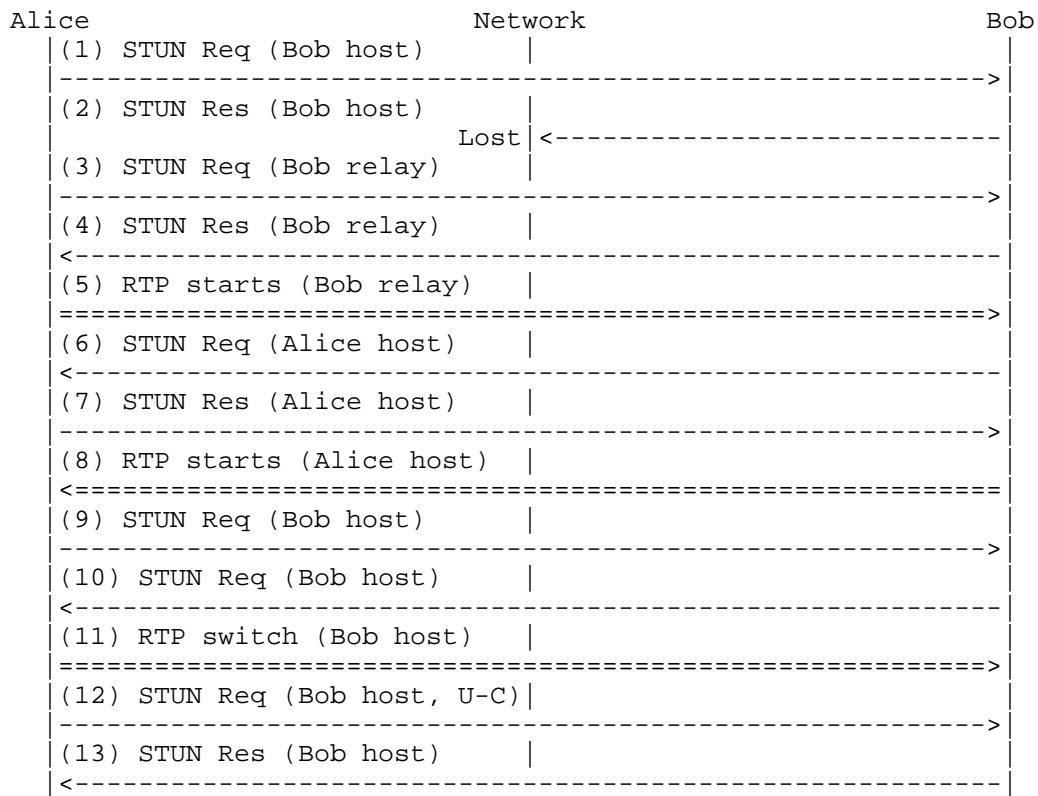 Alice Network Bob
(1) STUN Req (Bob host)
(2) STUN Res (Bob host)
Lost
(3) STUN Req (Bob relay)
(4) STUN Res (Bob relay)
(5) RTP starts (Bob relay)
(6) STUN Req (Alice host)
(7) STUN Res (Alice host)
(8) RTP starts (Alice host)
(9) STUN Req (Bob host)
(10) STUN Req (Bob host)
(11) RTP switch (Bob host)
(12) STUN Req (Bob host, U-C)
(13) STUN Res (Bob host)